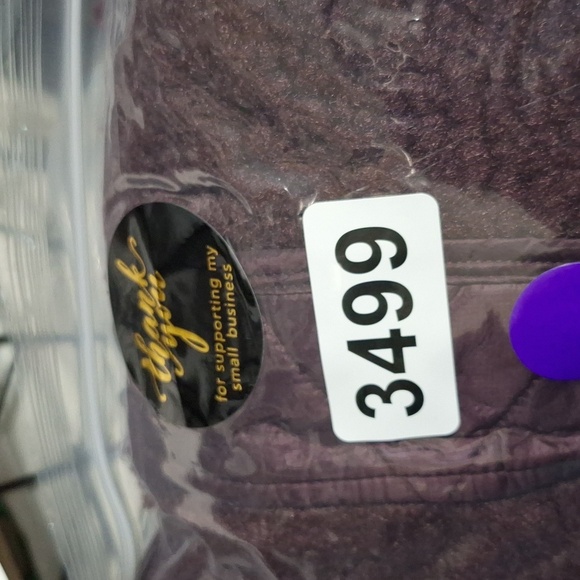 thank
you
for supporting my
small business
3499